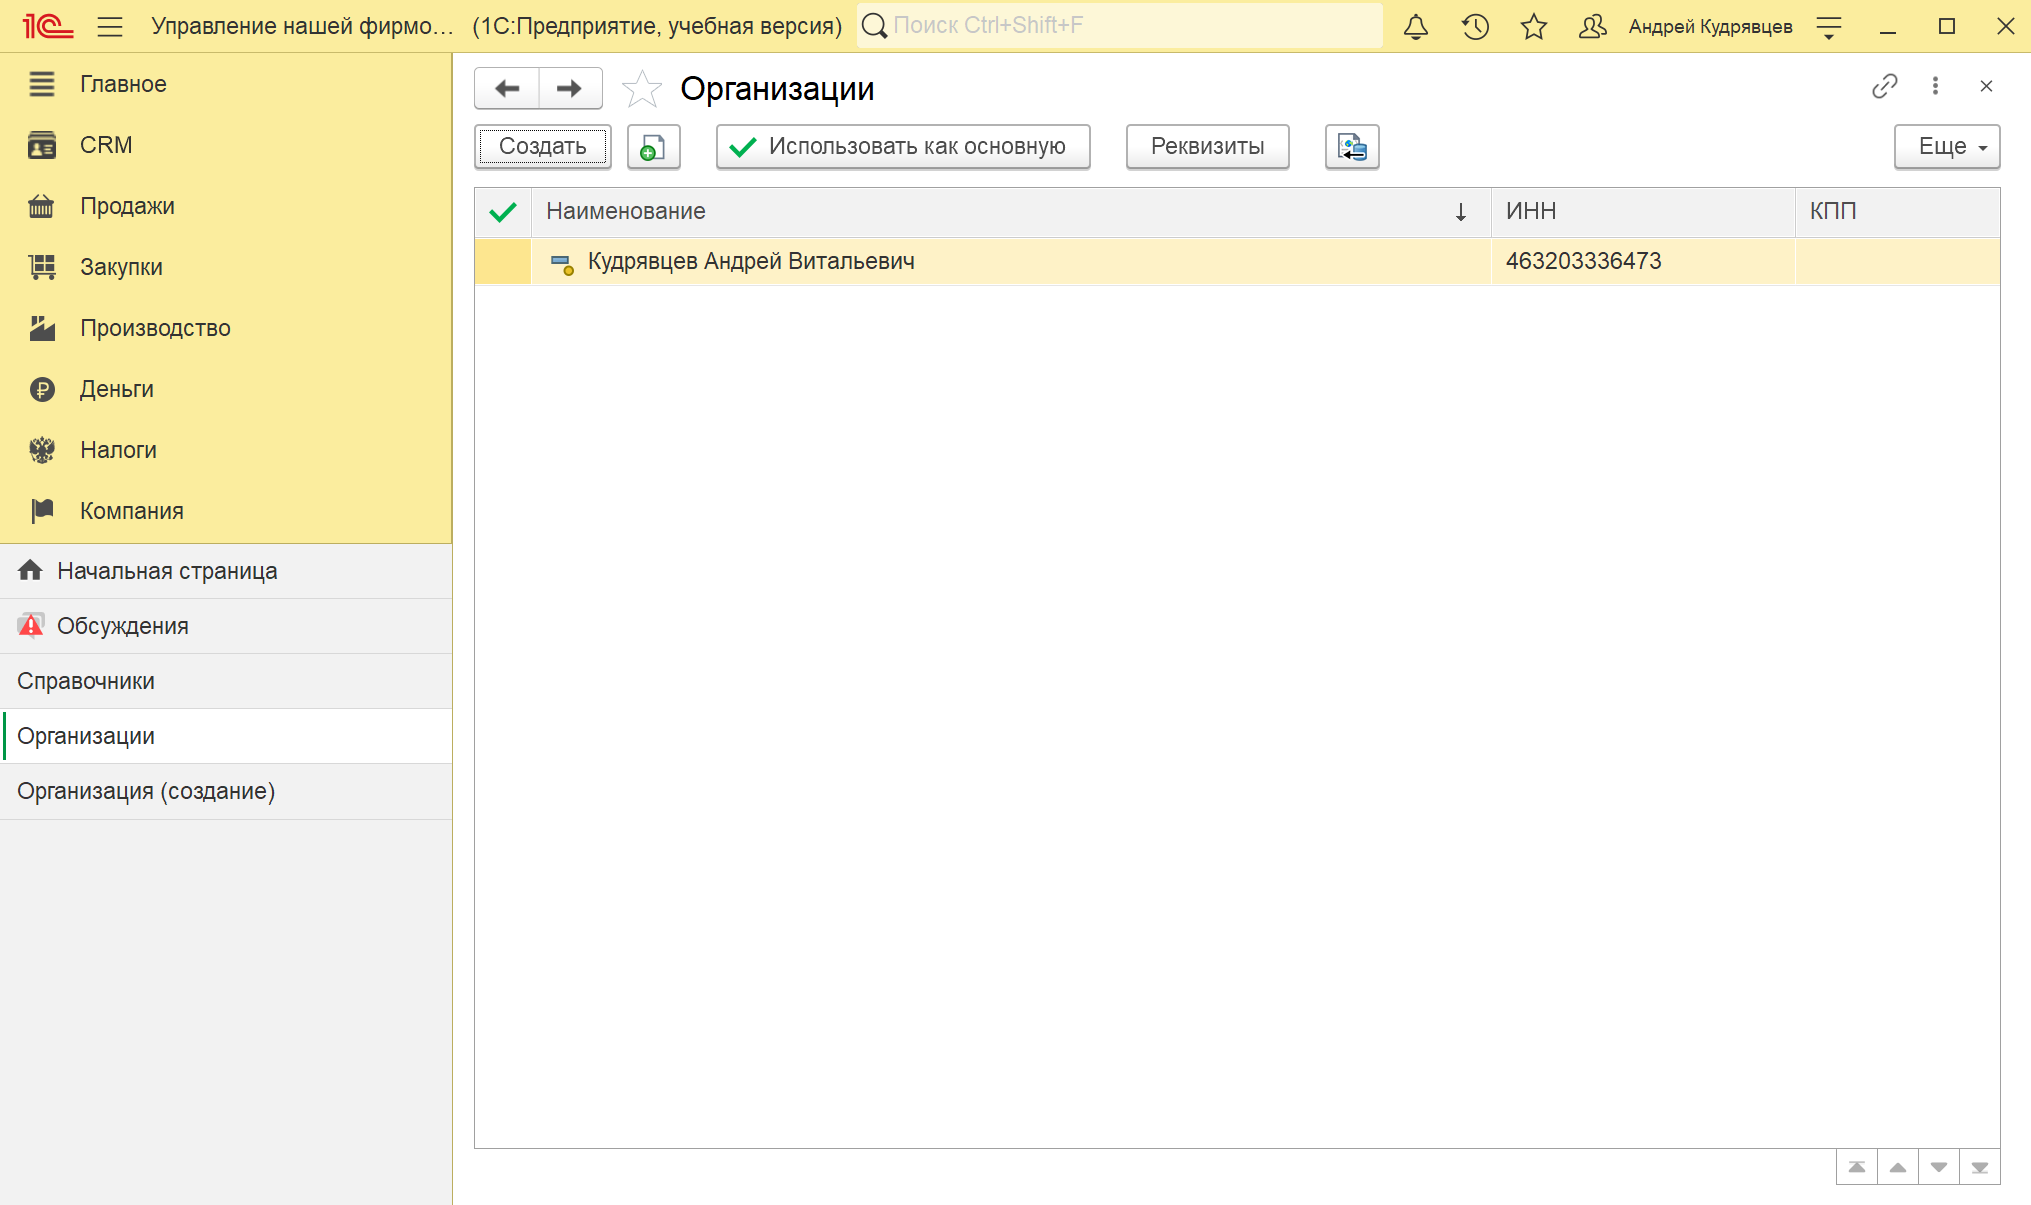 1С Управление нашей фирмо... (1С:Предприятие, учебная версия) Поиск Ctrl+Shift+F Андрей Кудрявцев
Главное
CRM
Продажи
Закупки
Производство
Деньги
Налоги
Компания
Начальная страница
Обсуждения
Справочники
Организации
Организация (создание)
Организации
Создать Использовать как основную Реквизиты Еще
Наименование ИНН КПП
Кудрявцев Андрей Витальевич 463203336473